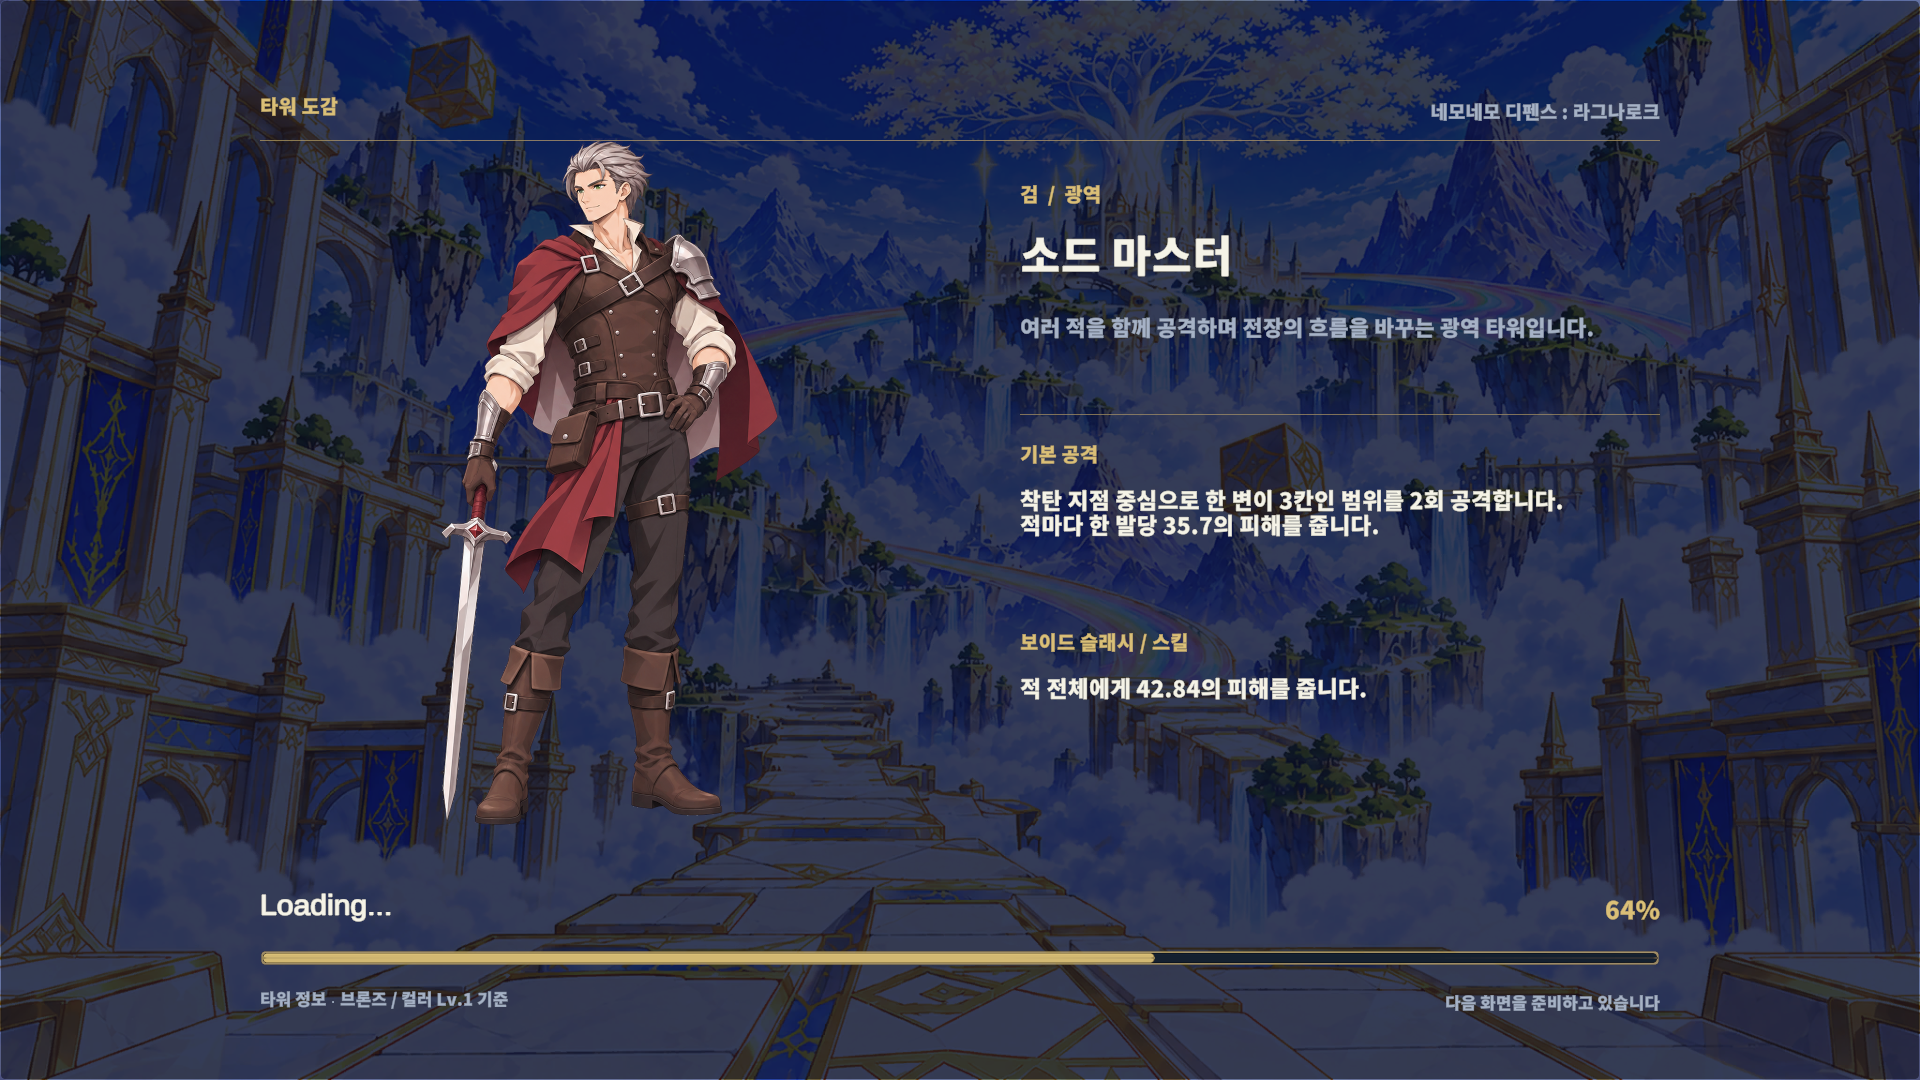 타워 도감
네모네모 디펜스 : 라그나로크
검 / 광역
소드 마스터
여러 적을 함께 공격하며 전장의 흐름을 바꾸는 광역 타워입니다.
기본 공격
착탄 지점 중심으로 한 변이 3칸인 범위를 2회 공격합니다.
적마다 한 발당 35.7의 피해를 줍니다.
보이드 슬래시 / 스킬
적 전체에게 42.84의 피해를 줍니다.
Loading...
64%
타워 정보 · 브론즈 / 컬러 Lv.1 기준
다음 화면을 준비하고 있습니다